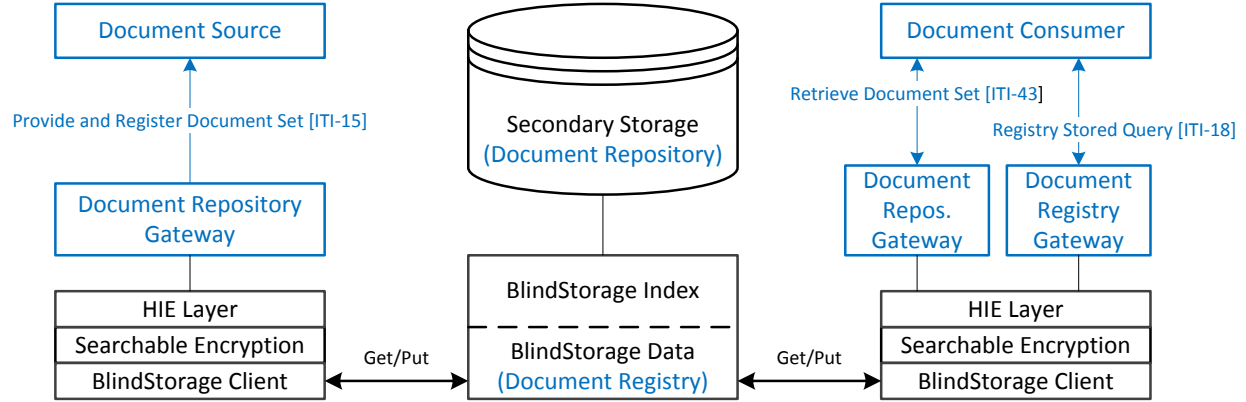 Document Source
Provide and Register Document Set [ITI-15]
Document Repository
Gateway
HIE Layer
Searchable Encryption
BlindStorage Client
Get/Put
Secondary Storage
(Document Repository)
BlindStorage Index
BlindStorage Data
(Document Registry)
Get/Put
Document Consumer
Retrieve Document Set [ITI-43]
Registry Stored Query [ITI-18]
Document
Repos.
Gateway
Document
Registry
Gateway
HIE Layer
Searchable Encryption
BlindStorage Client